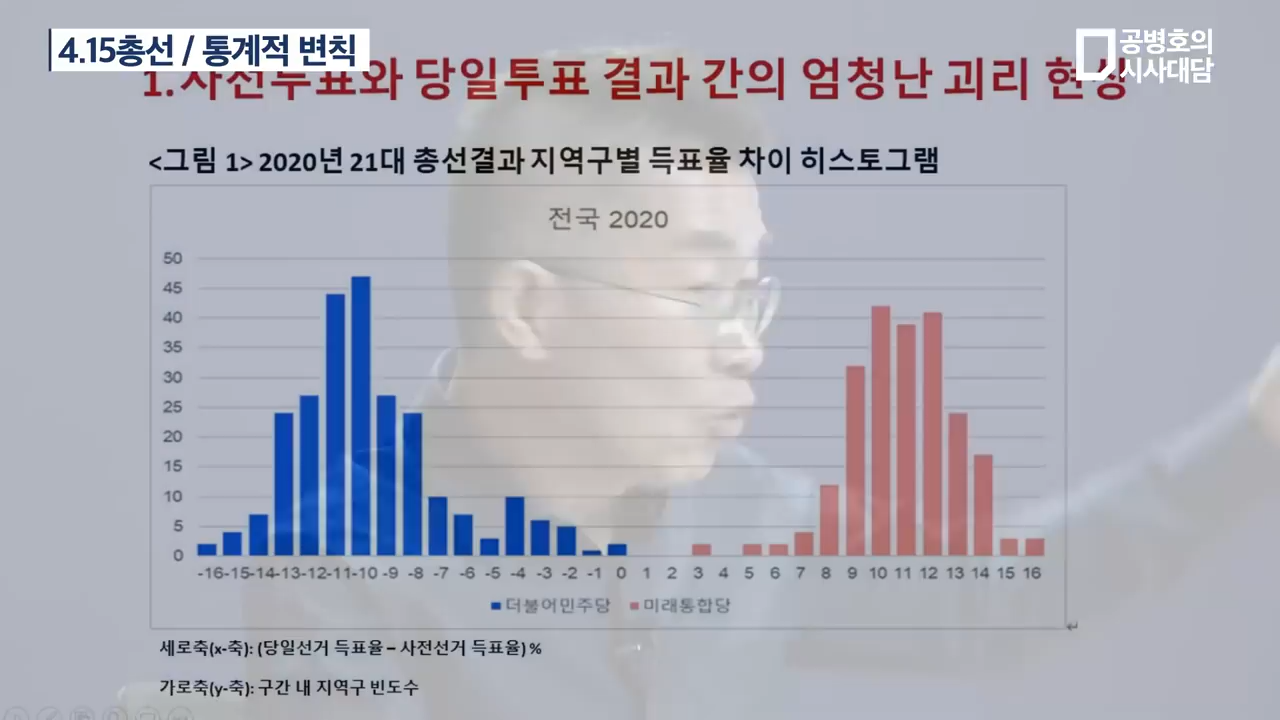 4.15총선 / 통계적 변칙
공병호의
시사대담
1. 사전투표와 당일투표 결과 간의 엄청난 괴리 현상
<그림 1> 2020년 21대 총선결과 지역구별 득표율 차이 히스토그램
전국 2020
50
45
40
35
30
25
20
15
10
5
0
-16 -15 -14 -13 -12 -11 -10 -9 -8 -7 -6 -5 -4 -3 -2 -1 0 1 2 3 4 5 6 7 8 9 10 11 12 13 14 15 16
더불어민주당 미래통합당
세로축(x-축): (당일선거 득표율 – 사전선거 득표율) %
가로축(y-축): 구간 내 지역구 빈도수